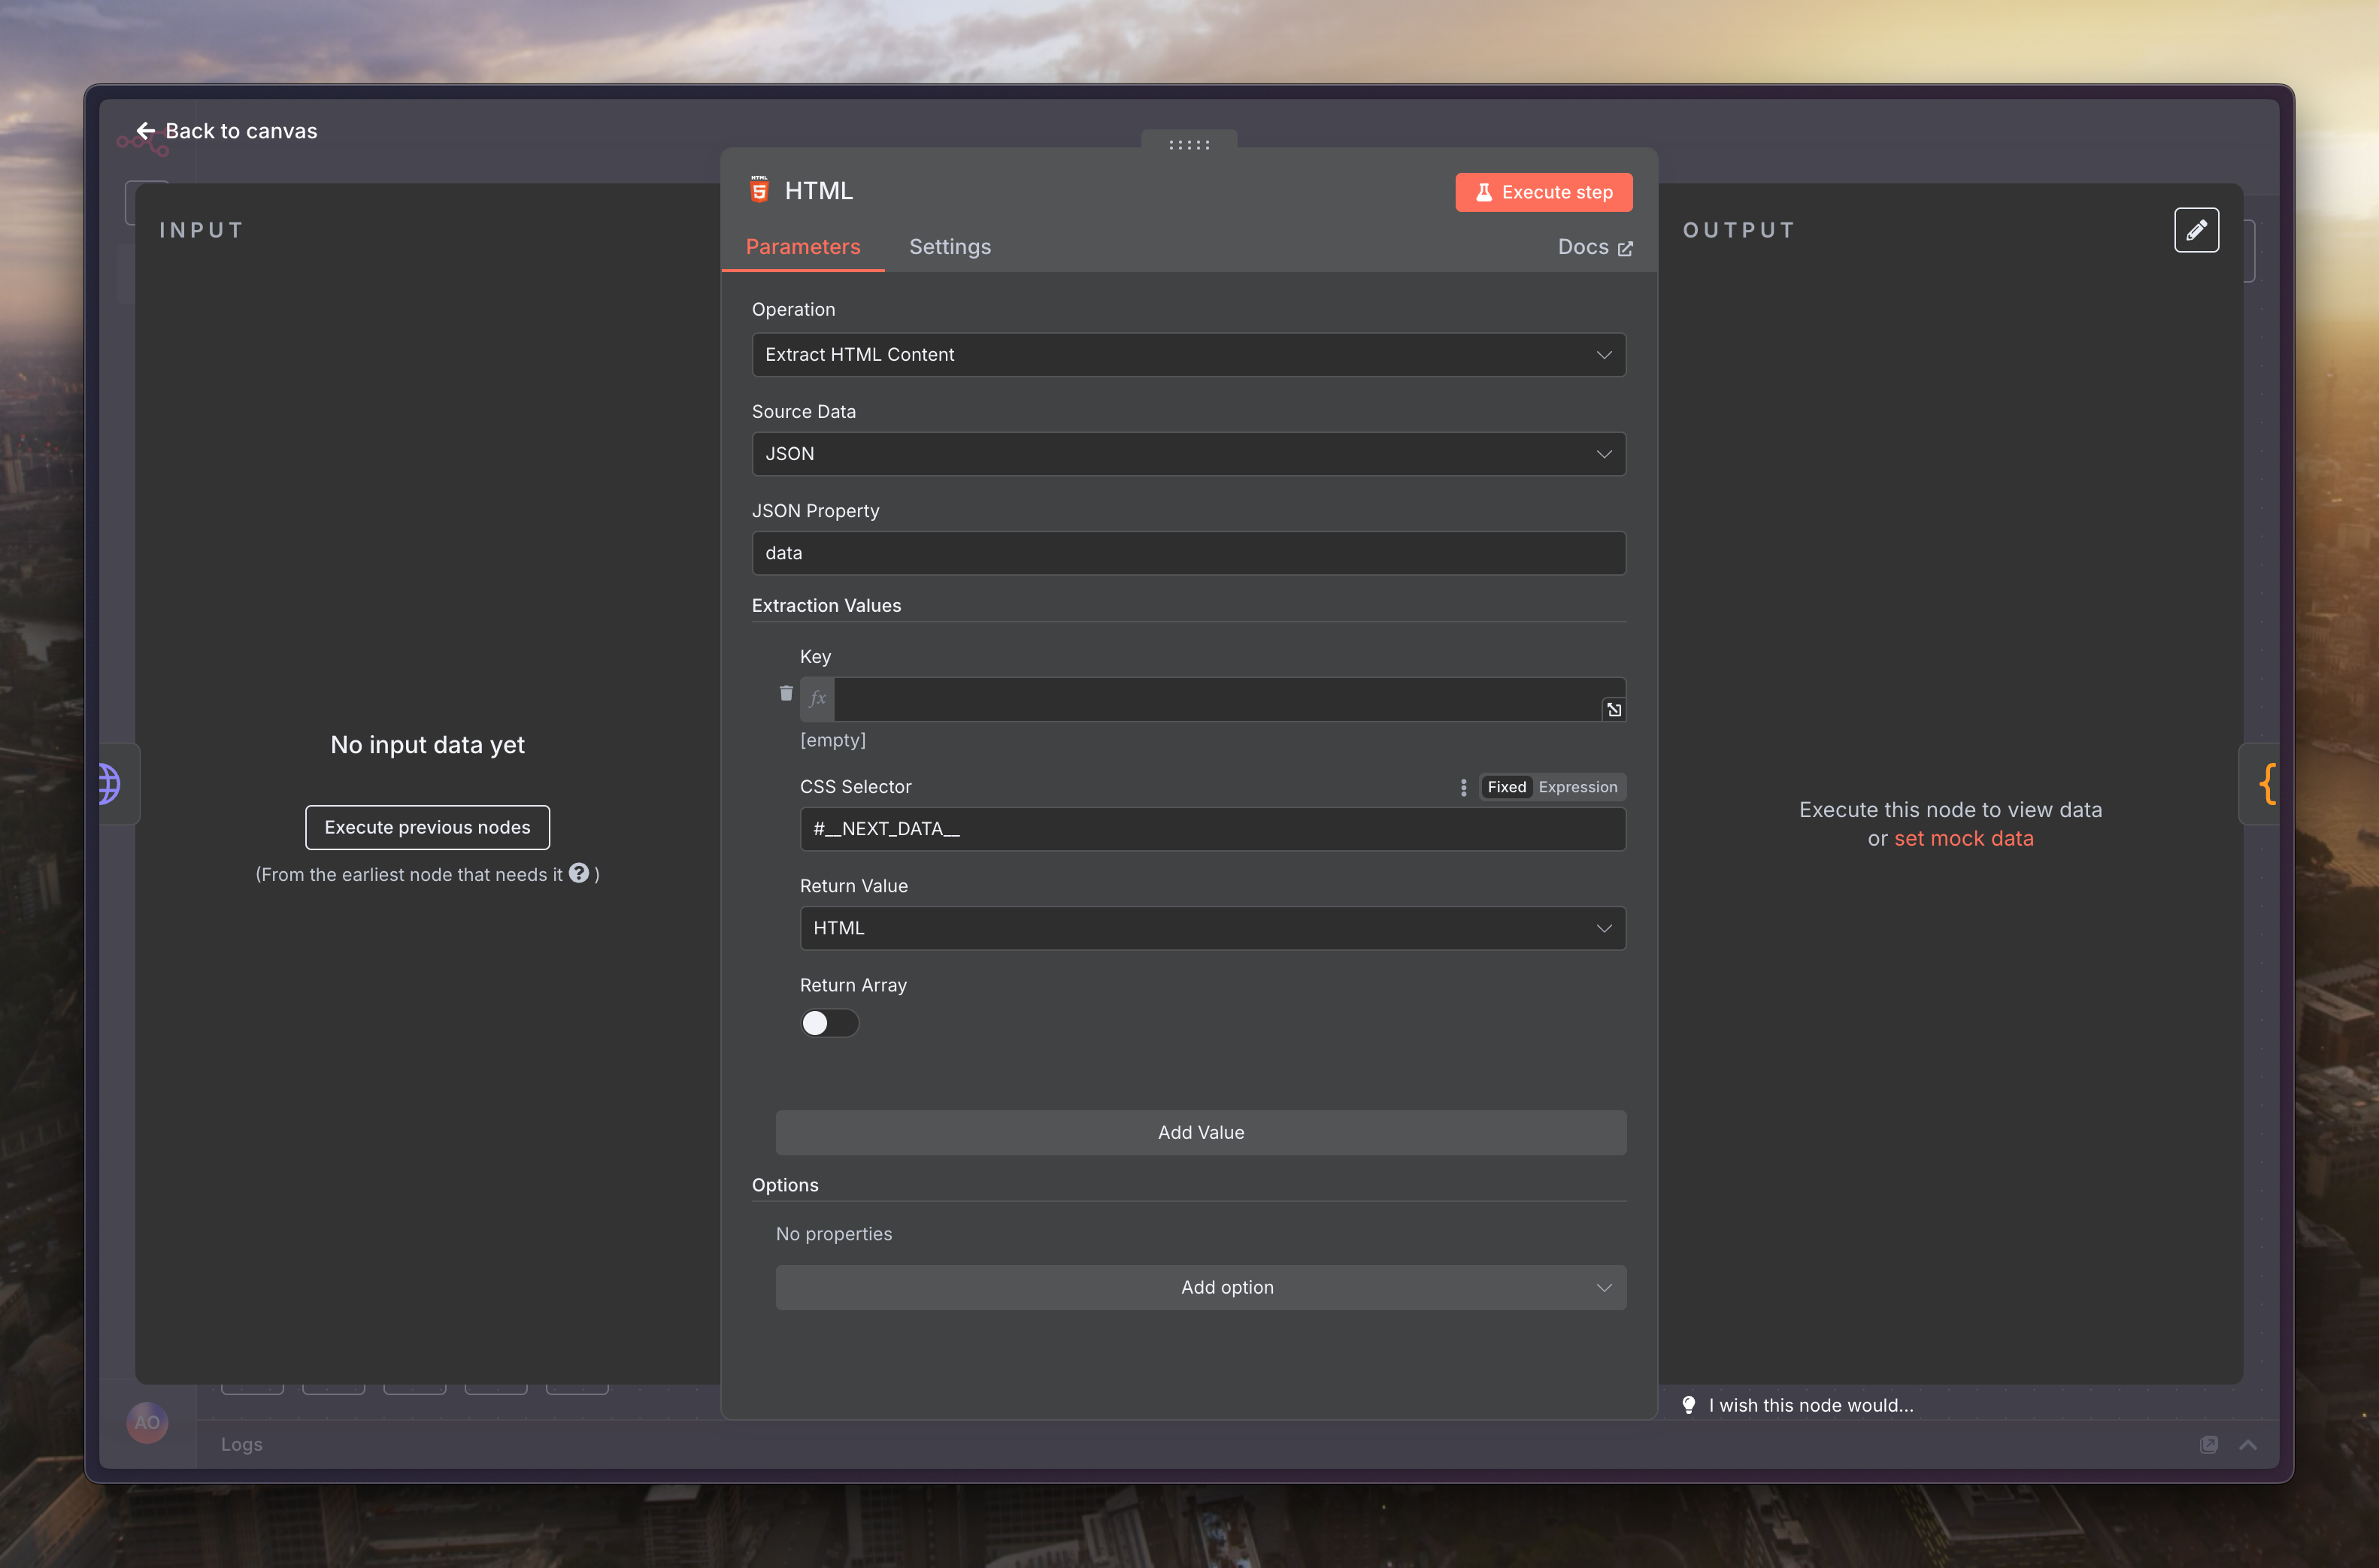 Back to canvas
INPUT
No input data yet
Execute previous nodes
(From the earliest node that needs it ? )
HTML
5
HTML
Execute step
Parameters
Settings
Docs
Operation
Extract HTML Content
Source Data
JSON
JSON Property
data
Extraction Values
Key
fx
[empty]
CSS Selector
Fixed
Expression
#__NEXT_DATA__
Return Value
HTML
Return Array
Add Value
Options
No properties
Add option
OUTPUT
Execute this node to view data
or set mock data
{
I wish this node would...
AO
Logs